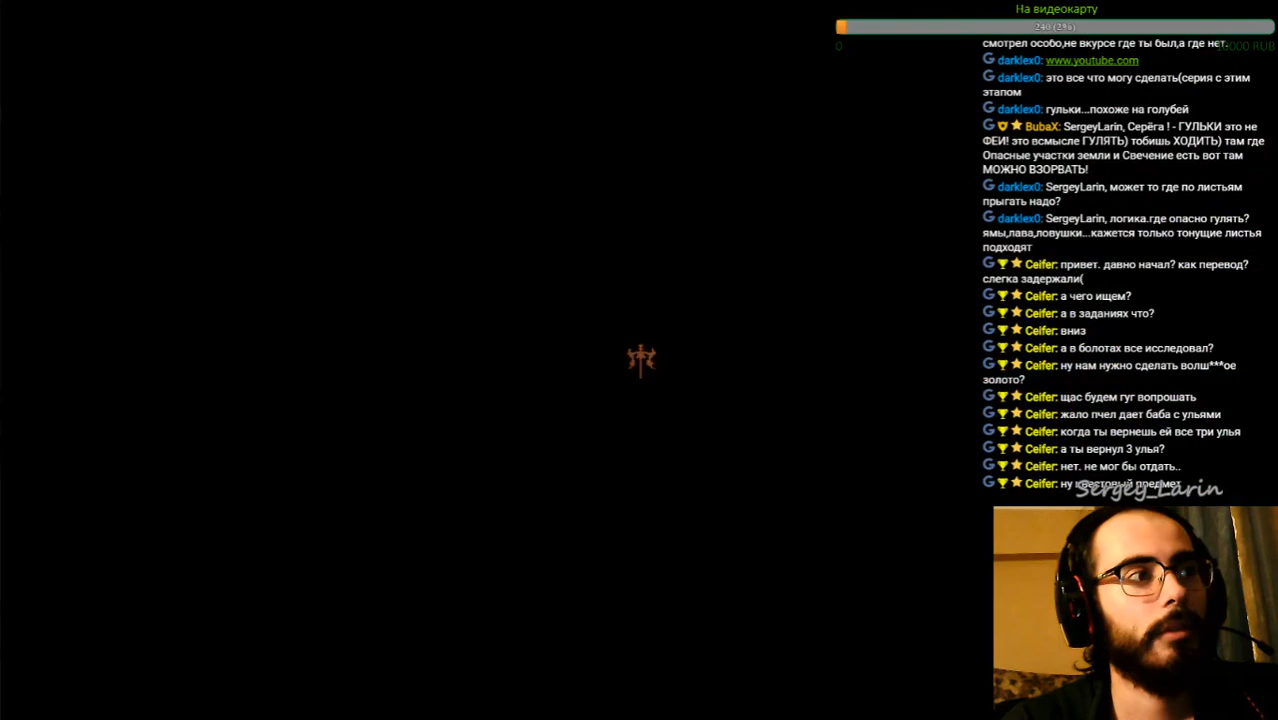 На видеокарту
240 (2%)
0
10000 RUB
смотрел особо,не вкурсе где ты был,а где нет.
darklex0: www.youtube.com
darklex0: это все что могу сделать(серия с этим
этапом
darklex0: гульки...похоже на голубей
BubaX: SergeyLarin, Серёга ! - ГУЛЬКИ это не
ФЕИ! это всмысле ГУЛЯТЬ) тобишь ХОДИТЬ) там где
Опасные участки земли и Свечение есть вот там
МОЖНО ВЗОРВАТЬ!
darklex0: SergeyLarin, может то где по листьям
прыгать надо?
darklex0: SergeyLarin, логика.где опасно гулять?
ямы,лава,ловушки...кажется только тонущие листья
подходят
Ceifer: привет. давно начал? как перевод?
слегка задержали(
Ceifer: а чего ищем?
Ceifer: а в заданиях что?
Ceifer: вниз
Ceifer: а в болотах все исследовал?
Ceifer: ну нам нужно сделать волш***ое
золото?
Ceifer: щас будем гуг вопрошать
Ceifer: жало пчел дает баба с ульями
Ceifer: когда ты вернешь ей все три улья
Ceifer: а ты вернул 3 улья?
Ceifer: нет. не мог бы отдать..
Ceifer: ну квестовый предмет
Sergey_Larin